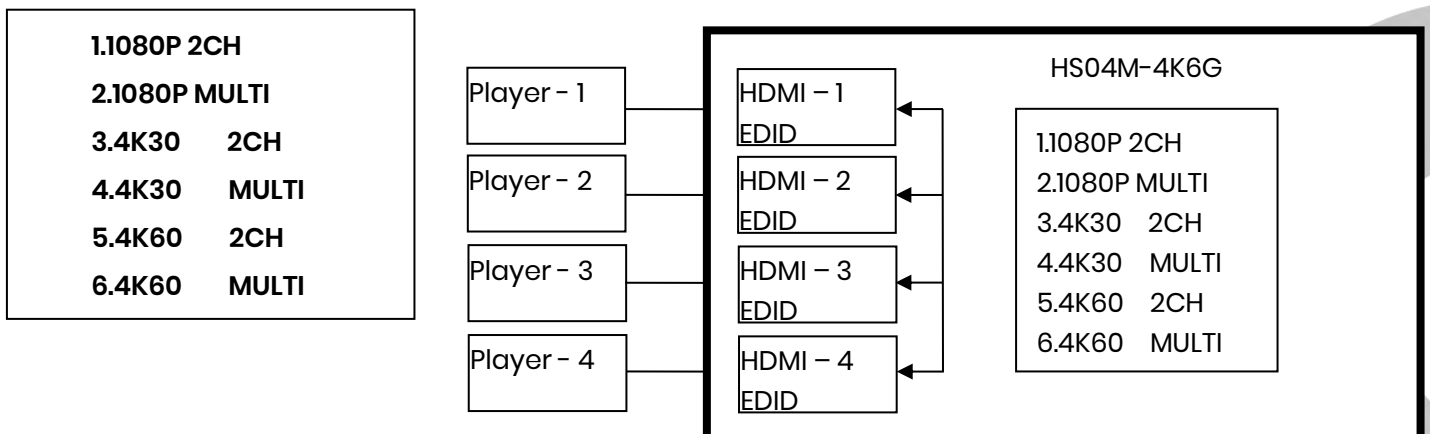 1.1080P 2CH
2.1080P MULTI
3.4K30 2CH
4.4K30 MULTI
5.4K60 2CH
6.4K60 MULTI
Player - 1
Player - 2
Player - 3
Player - 4
HDMI – 1
EDID
HDMI – 2
EDID
HDMI – 3
EDID
HDMI – 4
EDID
HS04M-4K6G
1.1080P 2CH
2.1080P MULTI
3.4K30 2CH
4.4K30 MULTI
5.4K60 2CH
6.4K60 MULTI